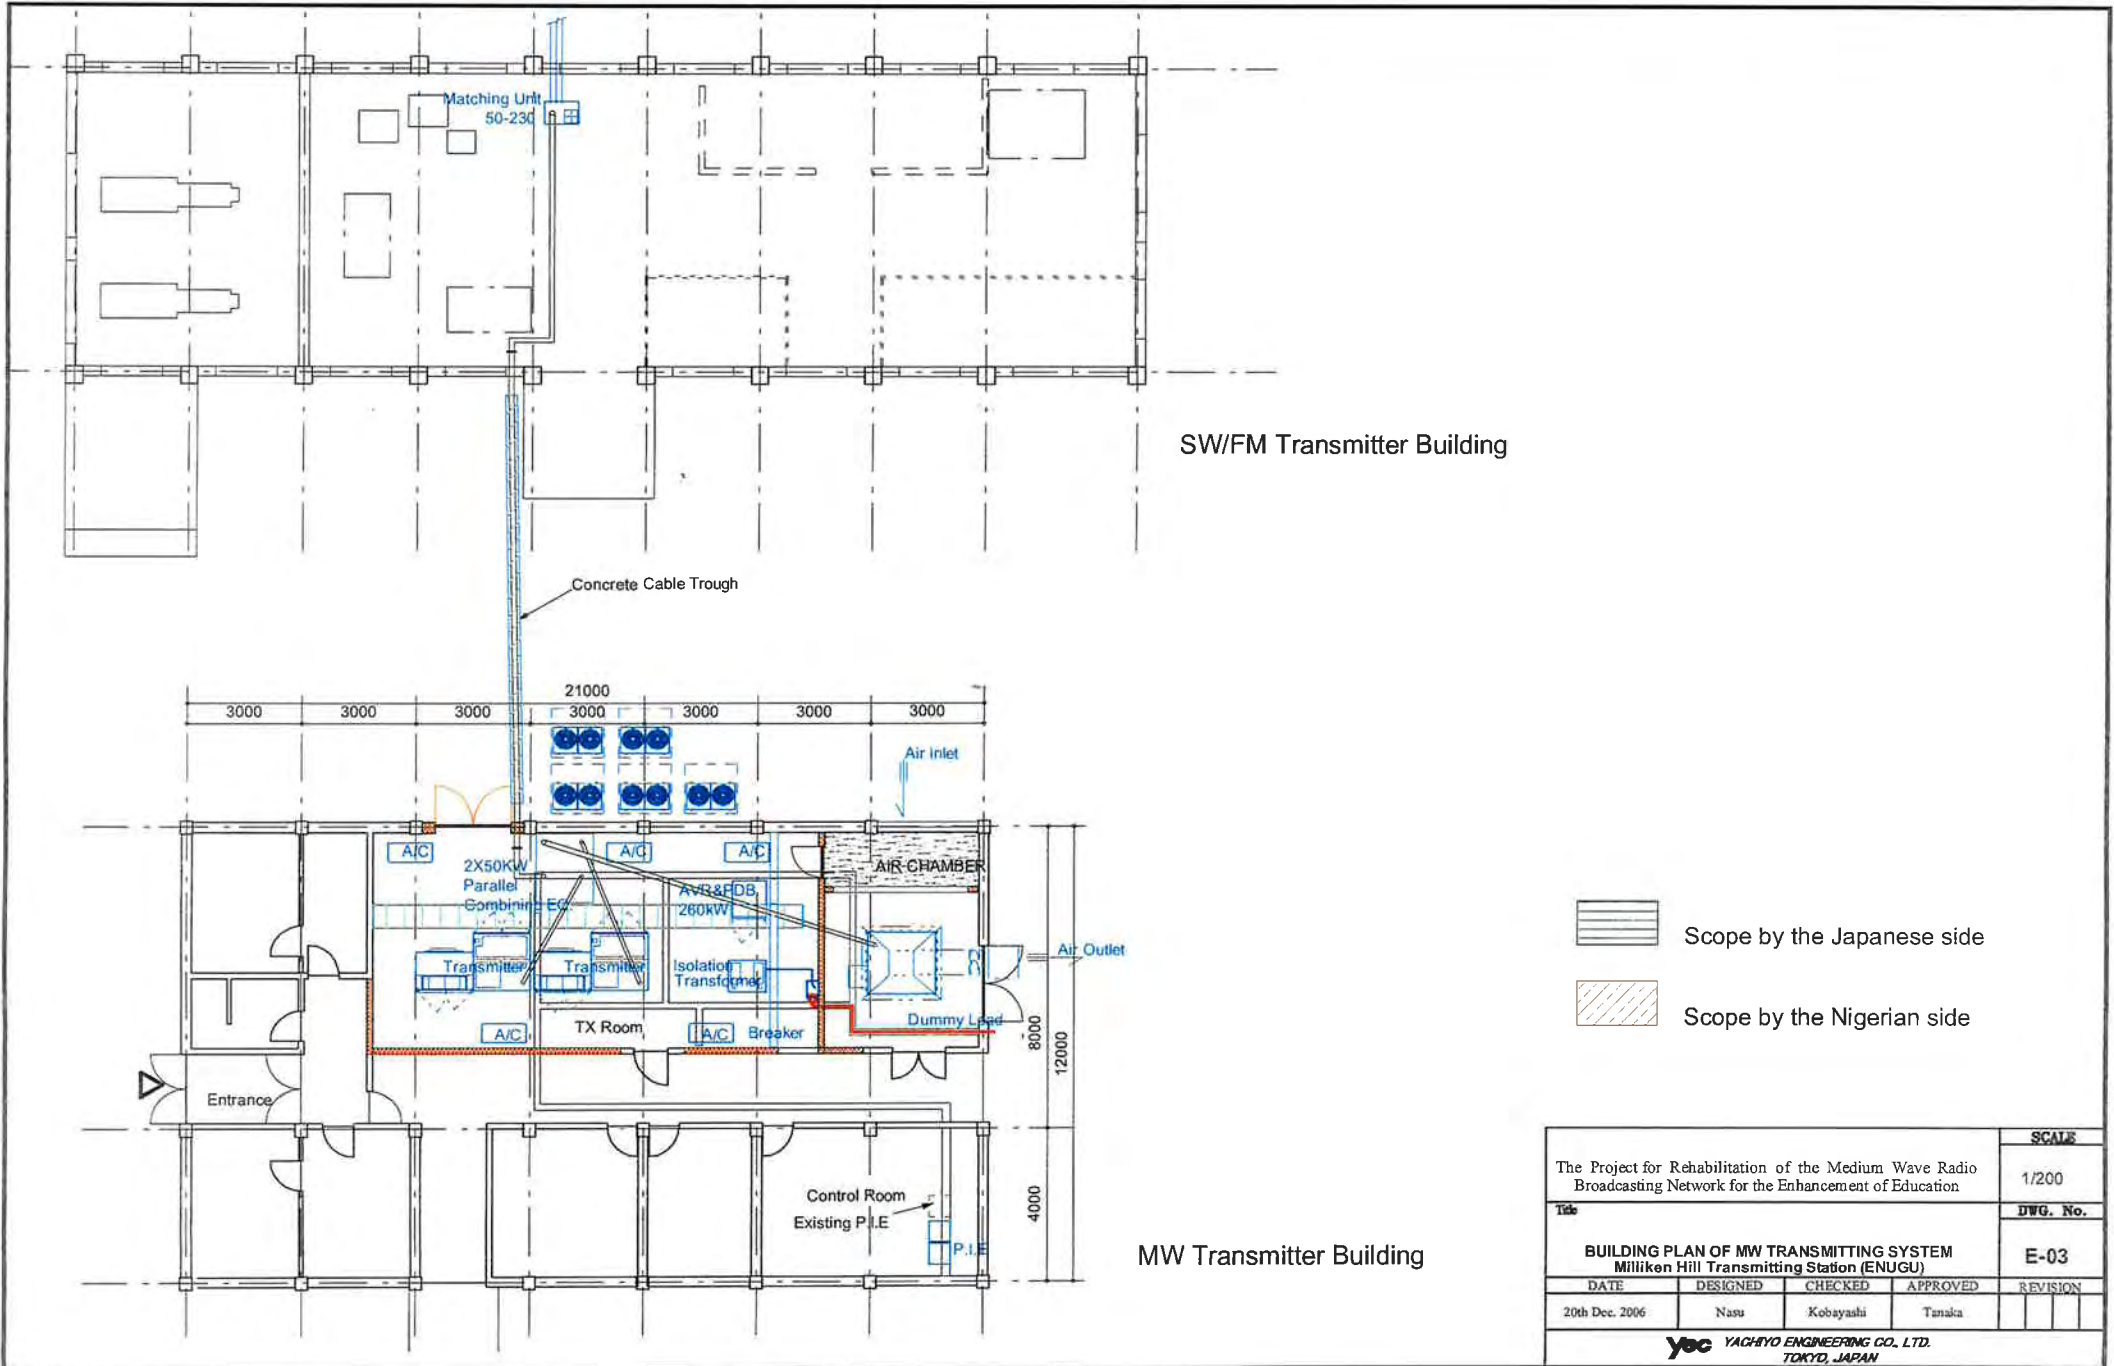 Matching Unit
50-230
SW/FM Transmitter Building
Concrete Cable Trough
21000
3000
3000
3000
3000
3000
3000
3000
Air Inlet
A/C
A/C
A/C
2X50KW
Parallel
Combining EQ.
AVR&PDB
260kW
AIR-CHAMBER
Transmitter
Transmitter
Isolation
Transformer
Air Outlet
Dummy Load
A/C
TX Room
A/C
Breaker
8000
12000
Entrance
4000
Control Room
Existing P.I.E
P.I.E
MW Transmitter Building
Scope by the Japanese side
Scope by the Nigerian side
The Project for Rehabilitation of the Medium Wave Radio
Broadcasting Network for the Enhancement of Education
SCALE
1/200
Title
DWG. No.
BUILDING PLAN OF MW TRANSMITTING SYSTEM
Milliken Hill Transmitting Station (ENUGU)
E-03
DATE
DESIGNED
CHECKED
APPROVED
REVISION
20th Dec. 2006
Nasu
Kobayashi
Tanaka
yec YACHIYO ENGINEERING CO., LTD.
TOKYO, JAPAN